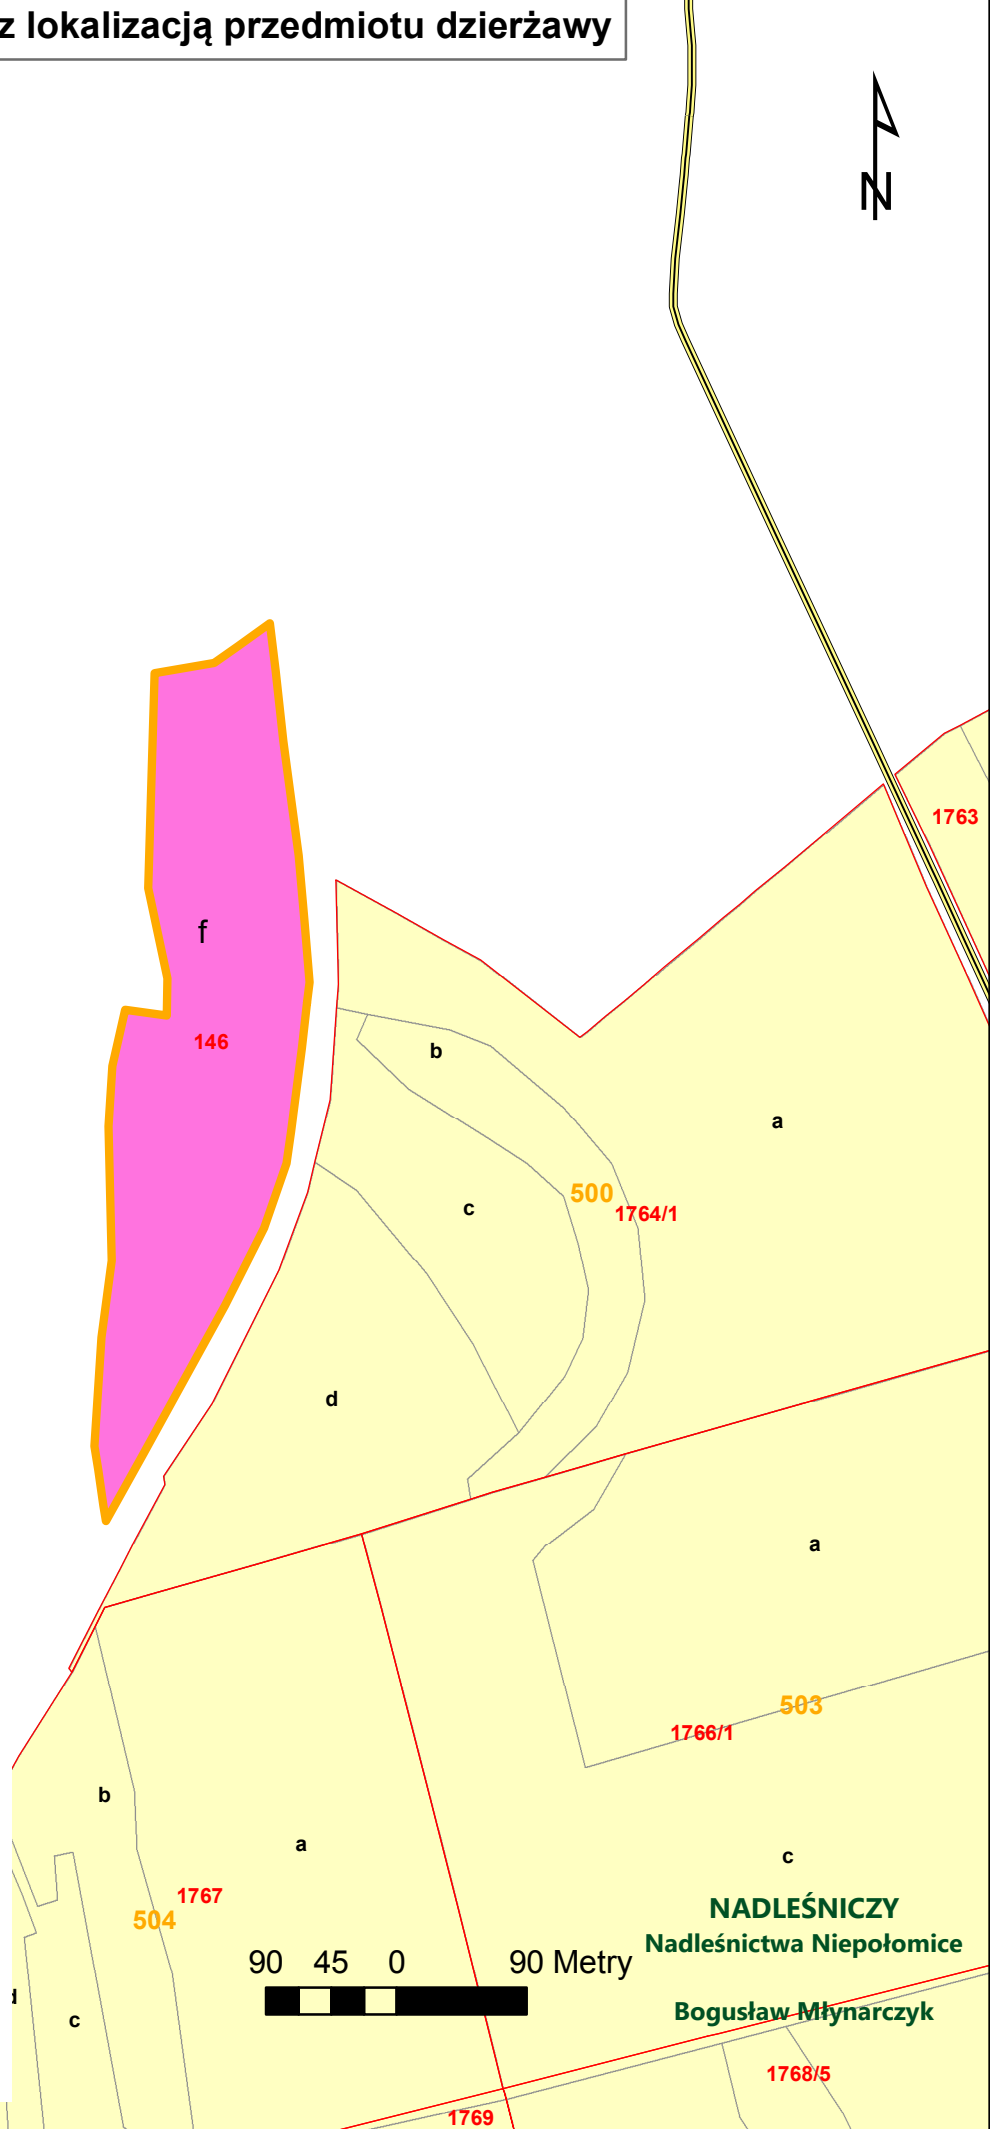 z lokalizacją przedmiotu dzierżawy
N
1763
f
146
b
a
500
c
1764/1
d
a
503
1766/1
b
a
c
1767
504
NADLEŚNICZY
Nadleśnictwa Niepołomice
90 45 0 90 Metry
d
Bogusław Młynarczyk
c
1768/5
1769